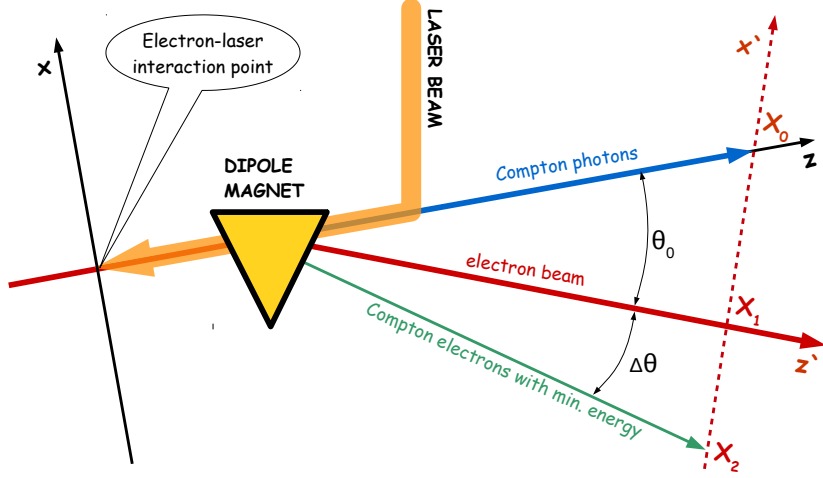 Electron-laser
interaction point
x
LASER BEAM
DIPOLE
MAGNET
x`
X₀
z
Compton photons
θ₀
electron beam
X₁
z`
Compton electrons with min. energy
Δθ
X₂